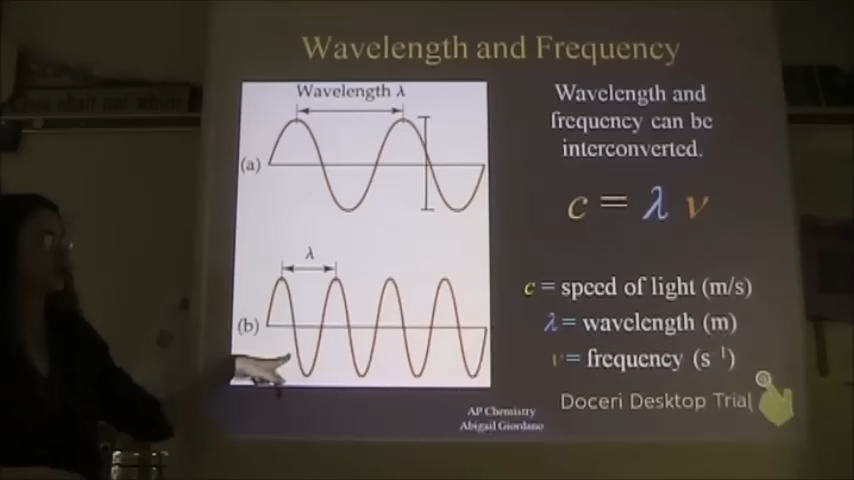 Wavelength and Frequency
Wavelength λ
(a)
λ
(b)
Wavelength and
frequency can be
interconverted.
c = λ ν
c = speed of light (m/s)
λ = wavelength (m)
ν = frequency (s⁻¹)
Doceri Desktop Trial
AP Chemistry
Abigail Giordano